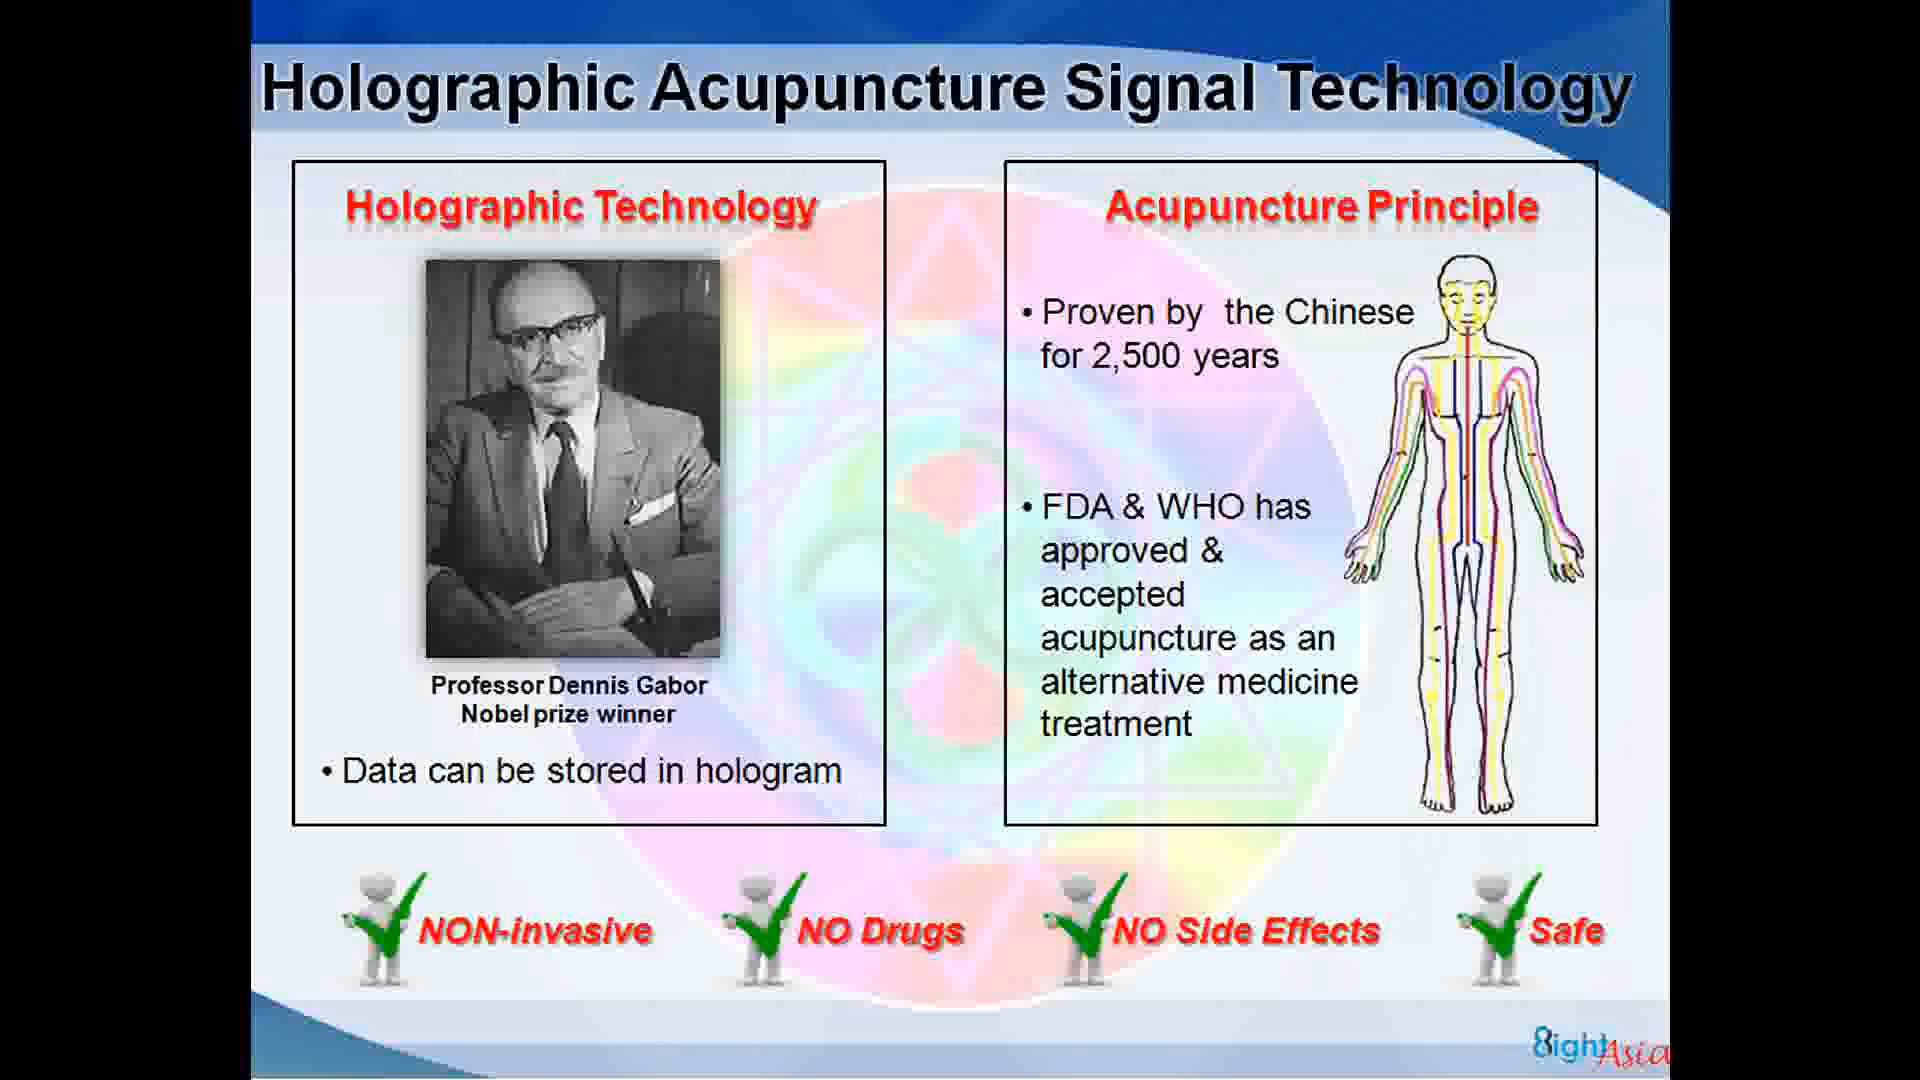 Holographic Acupuncture Signal Technology
Holographic Technology
Professor Dennis Gabor
Nobel prize winner
• Data can be stored in hologram
Acupuncture Principle
• Proven by the Chinese
for 2,500 years
• FDA & WHO has
approved &
accepted
acupuncture as an
alternative medicine
treatment
NON-invasive
NO Drugs
NO Side Effects
Safe
8ight Asia